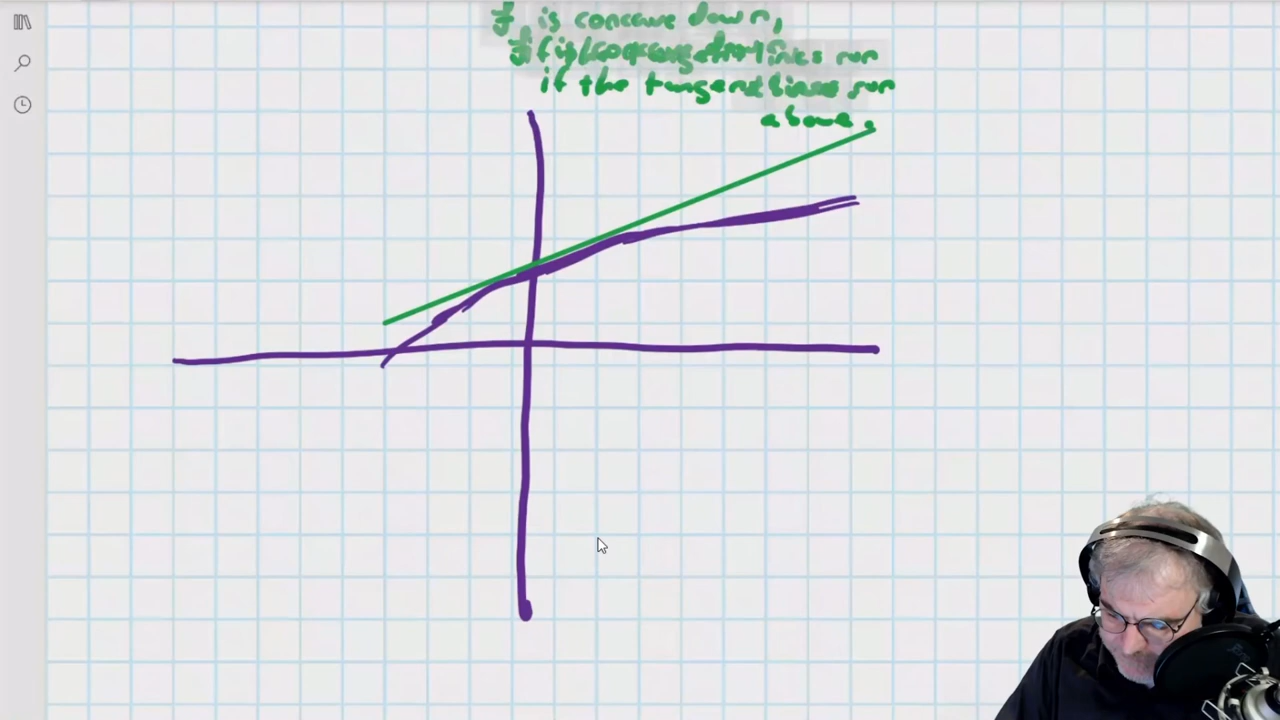 f is concave down,
if the tangent lines run
above.